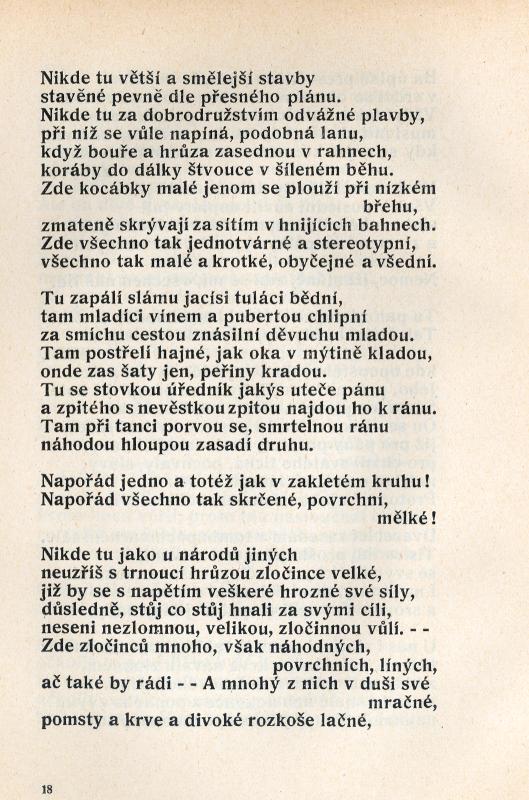 Nikde tu větší a smělejší stavby
stavěné pevně dle přesného plánu.
Nikde tu za dobrodružstvím odvážné plavby,
při níž se vůle napíná, podobná lanu,
když bouře a hrůza zasednou v rahnech,
koráby do dálky štvouce v šíleném běhu.
Zde kocábky malé jenom se plouží při nízkém
břehu,
zmateně skrývají za sítím v hnijících bahnech.
Zde všechno tak jednotvárné a stereotypní,
všechno tak malé a krotké, obyčejné a všední.
Tu zapálí slámu jacísi tuláci bědní,
tam mladíci vínem a pubertou chlipní
za smíchu cestou znásilní děvuchu mladou.
Tam postřelí hajné, jak oka v mýtině kladou,
onde zas šaty jen, peřiny kradou.
Tu se stovkou úředník jakýs uteče pánu
a zpitého s nevěstkou zpitou najdou ho k ránu.
Tam při tanci porvou se, smrtelnou ránu
náhodou hloupou zasadí druhu.
Napořád jedno a totéž jak v zakletém kruhu!
Napořád všechno tak skrčené, povrchní,
mělké!
Nikde tu jako u národů jiných
neuzříš s trnoucí hrůzou zločince velké,
již by se s napětím veškeré hrozné své síly,
důsledně, stůj co stůj hnali za svými cíli,
neseni nezlomnou, velikou, zločinnou vůlí. - -
Zde zločinců mnoho, však náhodných,
povrchních, líných,
ač také by rádi - - A mnohý z nich v duši své
mračné,
pomsty a krve a divoké rozkoše lačné,
18